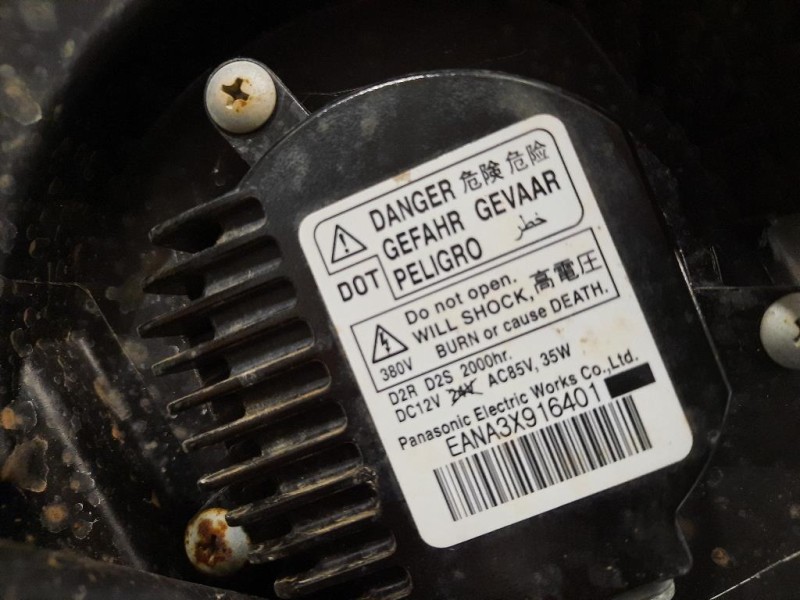 DANGER 危険 危险
GEFAHR GEVAAR
DOT PELIGRO خطر
Do not open.
WILL SHOCK, 高電圧
380V BURN or cause DEATH.
D2R D2S 2000hr.
DC12V AC85V, 35W
Panasonic Electric Works Co.,Ltd.
EANA3X916401